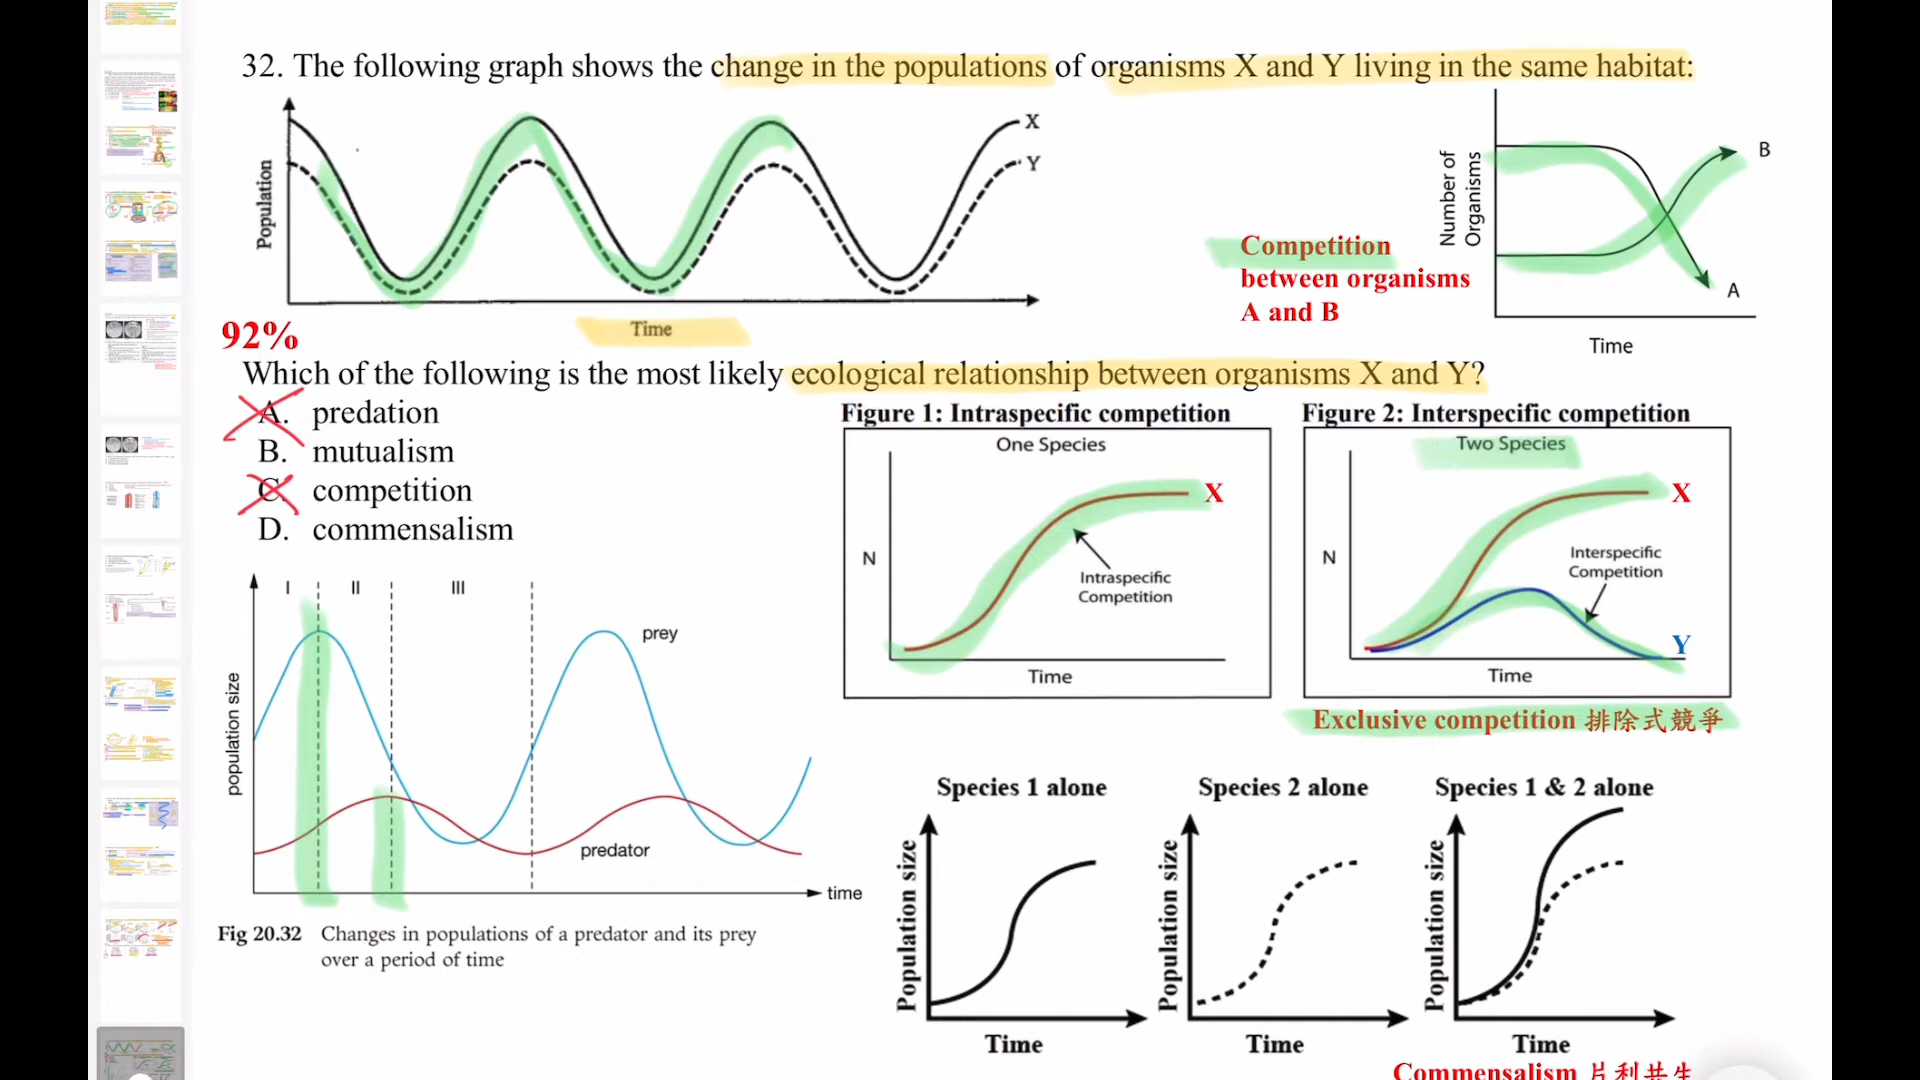 32. The following graph shows the change in the populations of organisms X and Y living in the same habitat:
X
Y
Population
Time
B
A
Number of
Organisms
Time
Competition
between organisms
A and B
92%
Which of the following is the most likely ecological relationship between organisms X and Y?
A. predation
B. mutualism
C. competition
D. commensalism
Figure 1: Intraspecific competition
One Species
X
N
Intraspecific
Competition
Time
Figure 2: Interspecific competition
Two Species
X
N
Interspecific
Competition
Y
Time
Exclusive competition 排除式競爭
I
II
III
prey
population size
predator
time
Fig 20.32 Changes in populations of a predator and its prey
over a period of time
Species 1 alone
Population size
Time
Species 2 alone
Population size
Time
Species 1 & 2 alone
Population size
Time
Commensalism 片利共生